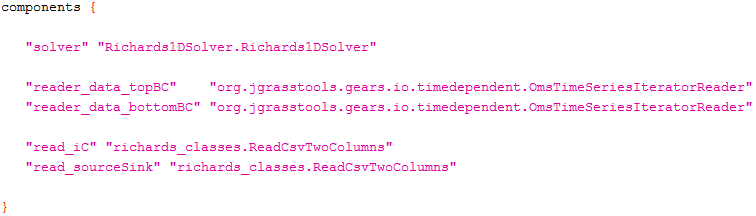 components {
"solver" "Richards1DSolver.Richards1DSolver"
"reader_data_topBC" "org.jgrasstools.gears.io.timedependent.OmsTimeSeriesIteratorReader"
"reader_data_bottomBC" "org.jgrasstools.gears.io.timedependent.OmsTimeSeriesIteratorReader"
"read_iC" "richards_classes.ReadCsvTwoColumns"
"read_sourceSink" "richards_classes.ReadCsvTwoColumns"
}